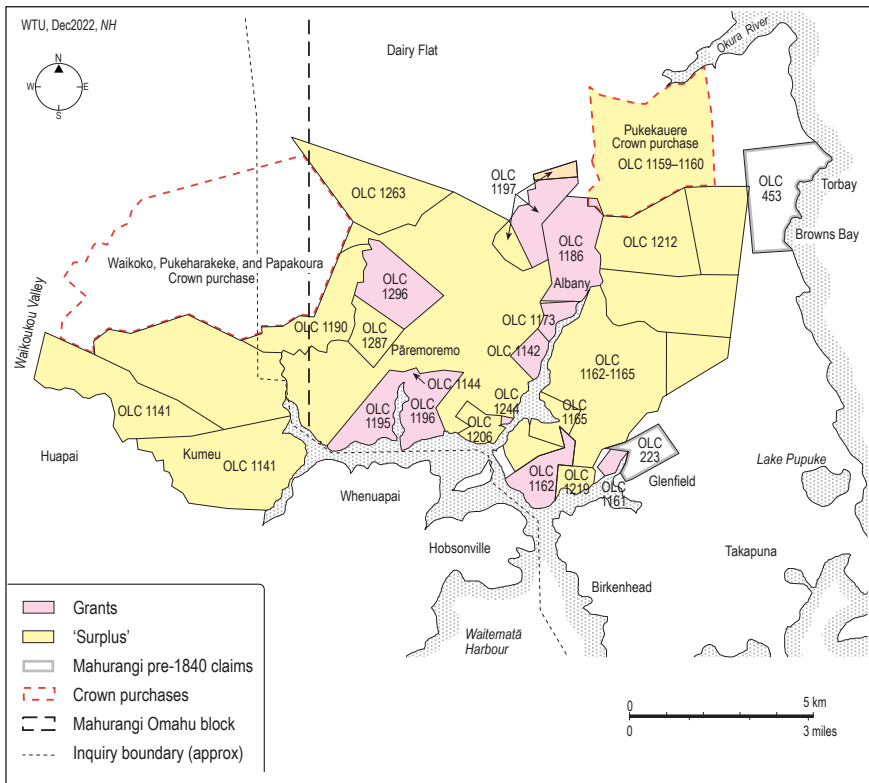 WTU, Dec2022, NH
N
W
E
S
Dairy Flat
Okura River
Pukekauere
Crown purchase
OLC 1159–1160
OLC
1197
OLC
453
Torbay
Browns Bay
OLC 1263
OLC
1186
Albany
OLC 1212
Waikoko, Pukeharakeke, and Papakoura
Crown purchase
Waikoukou Valley
OLC
1296
OLC 1190
OLC
1287
OLC 1173
OLC 1142
Pāremoremo
OLC 1144
OLC
1162-1165
OLC 1141
OLC
1195
OLC
1196
OLC
1244
OLC
1206
OLC
1165
Huapai
Kumeu
OLC 1141
OLC
1162
OLC
1219
OLC
1161
OLC
223
Glenfield
Lake Pupuke
Whenuapai
Hobsonville
Takapuna
Birkenhead
Waitematā
Harbour
Grants
'Surplus'
Mahurangi pre-1840 claims
Crown purchases
Mahurangi Omahu block
Inquiry boundary (approx)
0
5 km
0
3 miles